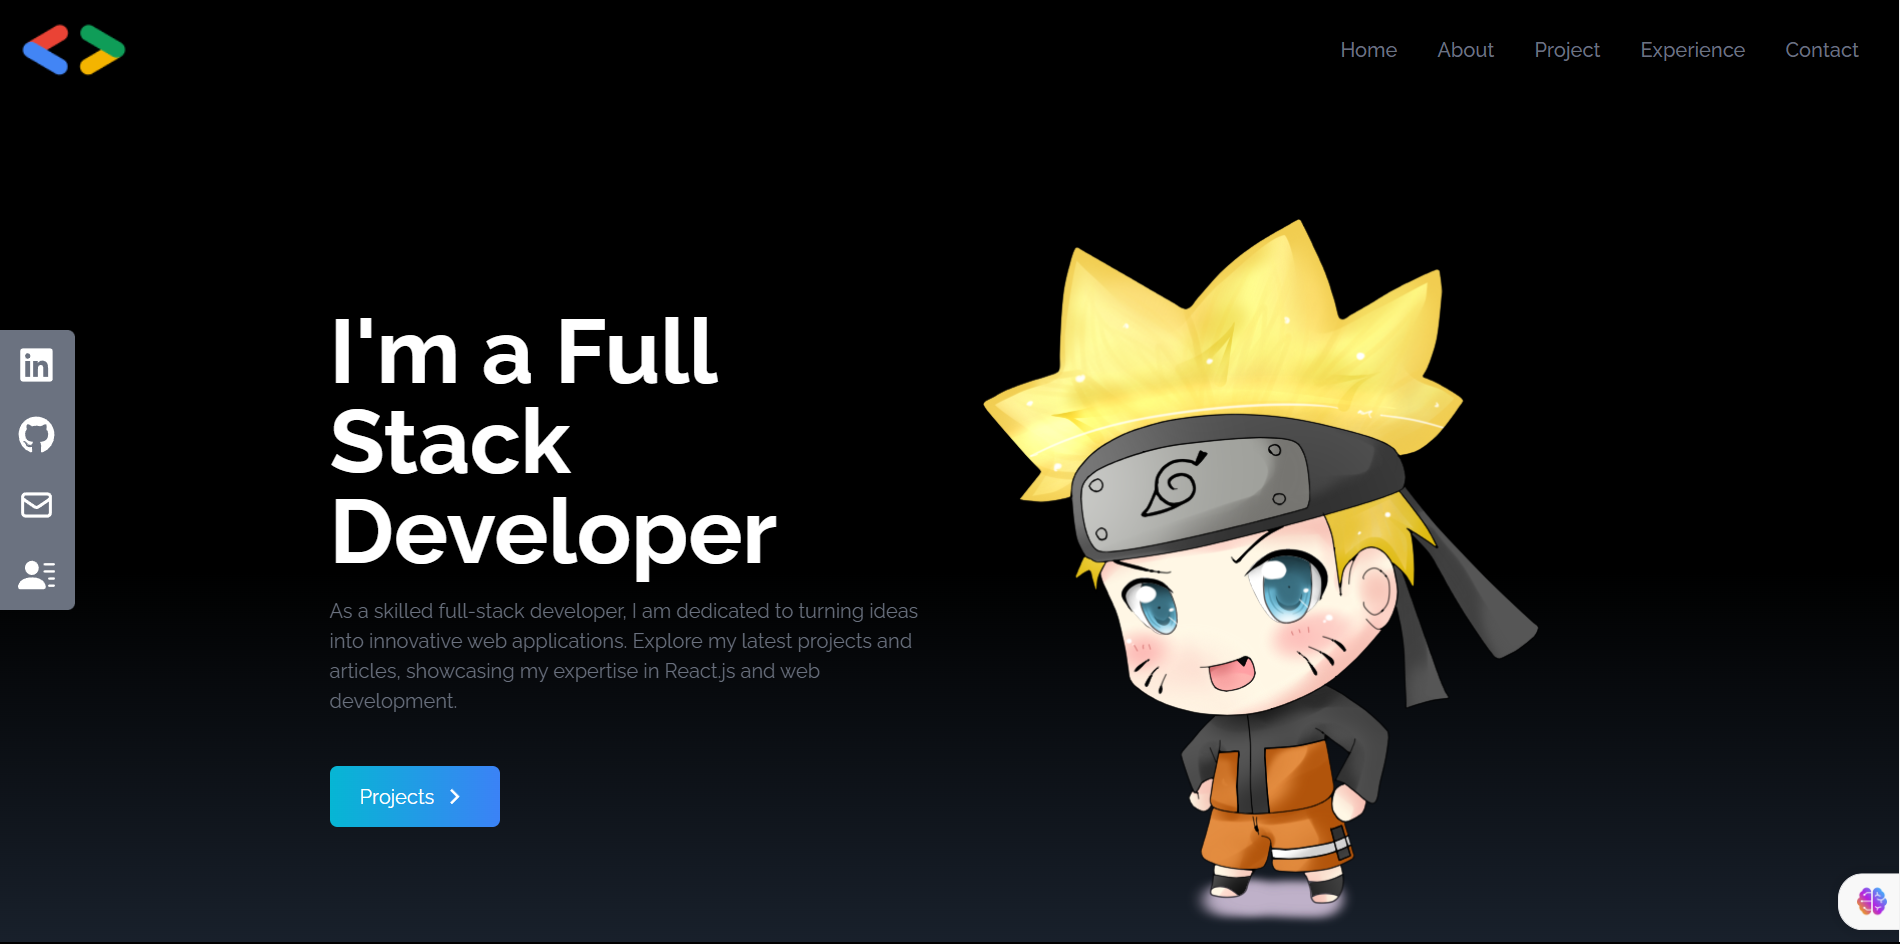 Home About Project Experience Contact
I'm a Full
Stack
Developer
As a skilled full-stack developer, I am dedicated to turning ideas
into innovative web applications. Explore my latest projects and
articles, showcasing my expertise in React.js and web
development.
Projects